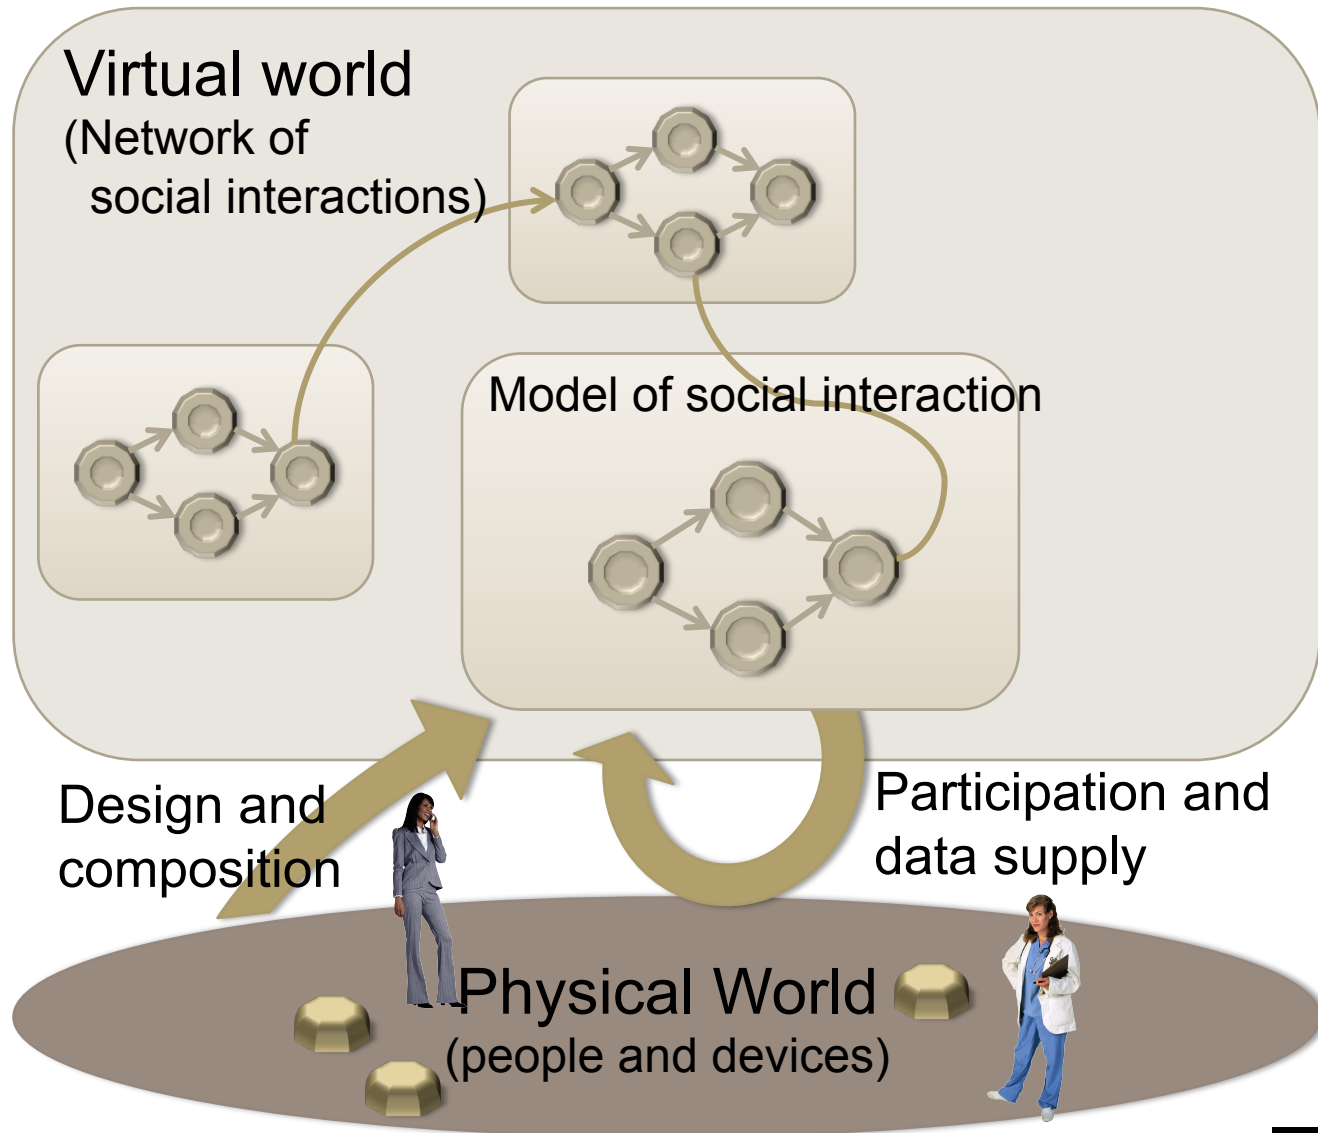 Virtual world
(Network of
social interactions)
Model of social interaction
Design and
composition
Participation and
data supply
Physical World
(people and devices)